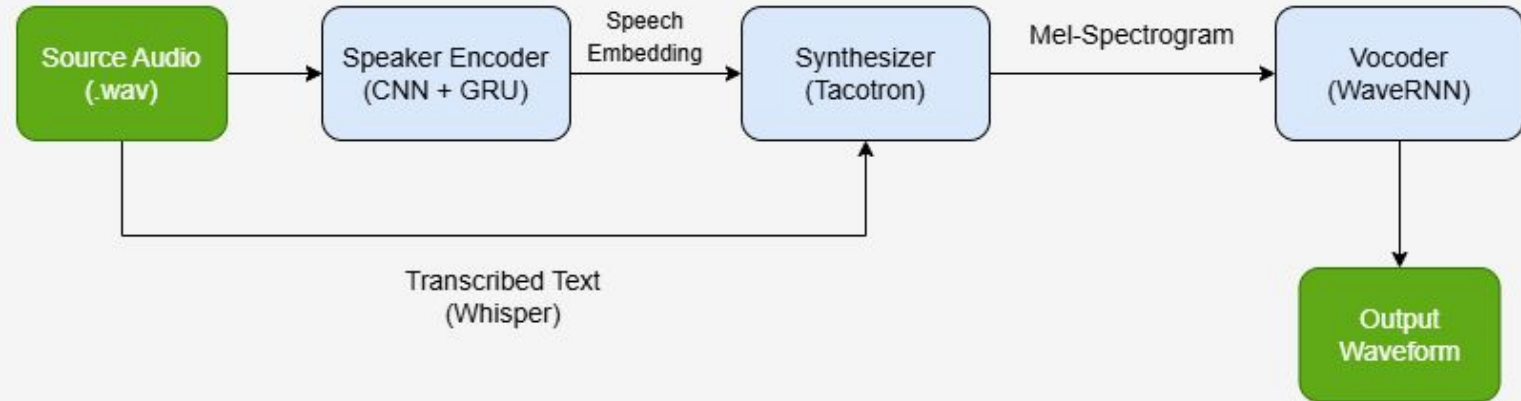 Source Audio
(.wav)
Speaker Encoder
(CNN + GRU)
Speech
Embedding
Synthesizer
(Tacotron)
Mel-Spectrogram
Vocoder
(WaveRNN)
Transcribed Text
(Whisper)
Output
Waveform